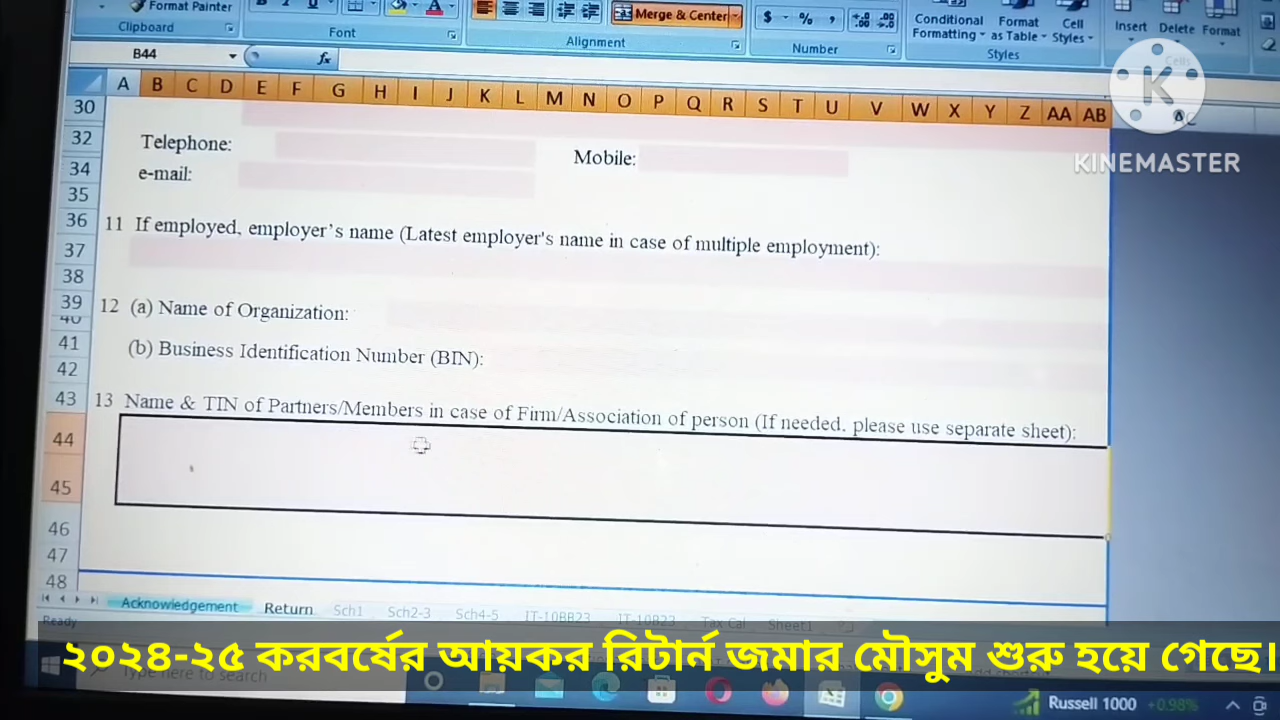 Format Painter
Merge & Center
$ % ,
Conditional Formatting
Format as Table
Cell Styles
Insert Delete Format
Clipboard Font Alignment Number Styles Cells
B44 fx
A B C D E F G H I J K L M N O P Q R S T U V W X Y Z AA AB AC
K
KINEMASTER
30
32 Telephone: Mobile:
34 e-mail:
35
36 11 If employed, employer's name (Latest employer's name in case of multiple employment):
37
38
39 12 (a) Name of Organization:
40
41 (b) Business Identification Number (BIN):
42
43 13 Name & TIN of Partners/Members in case of Firm/Association of person (If needed, please use separate sheet):
44
45
46
47
48
Acknowledgement Return Sch1 Sch2-3 Sch4-5 IT-10BB23 IT-10B23 Tax Cal Sheet1
Ready
২০২৪-২৫ করবর্ষের আয়কর রিটার্ন জমার মৌসুম শুরু হয়ে গেছে।
Type here to search
Russell 1000 +0.98%